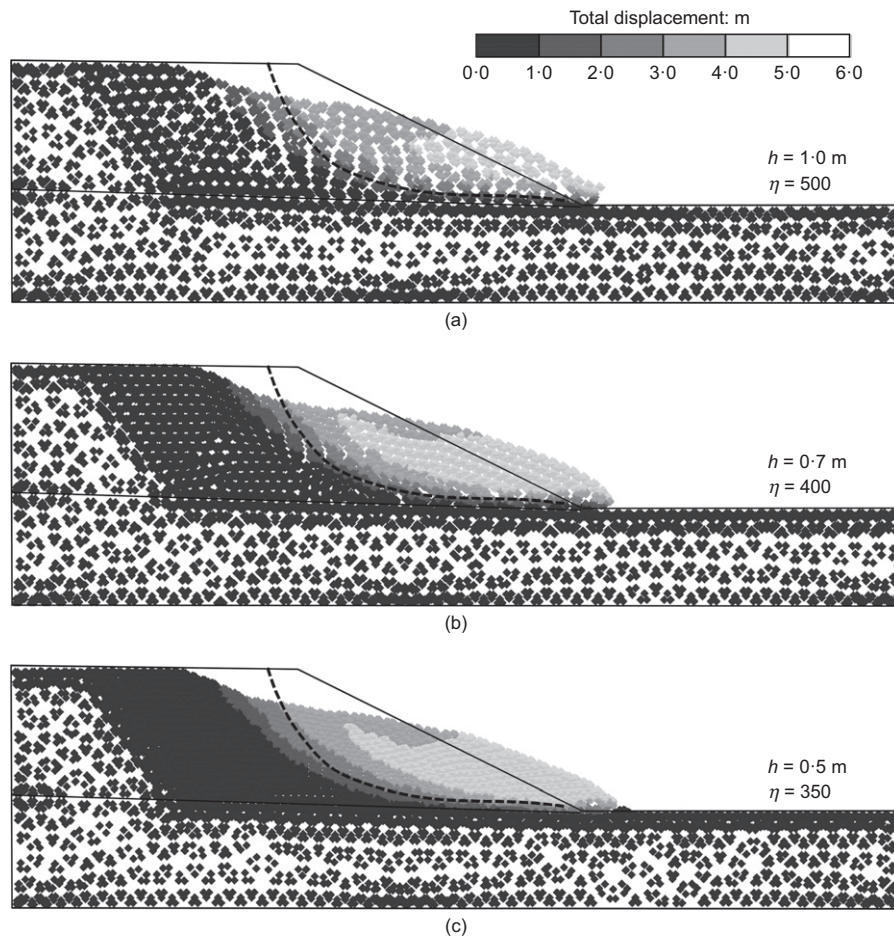 Total displacement: m
0·0 1·0 2·0 3·0 4·0 5·0 6·0
h = 1·0 m
η = 500
(a)
h = 0·7 m
η = 400
(b)
h = 0·5 m
η = 350
(c)